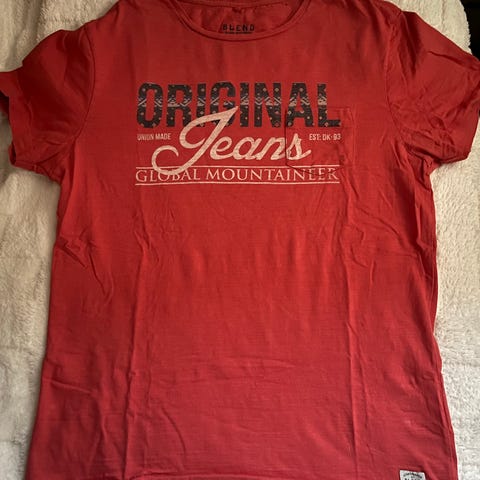 BLEND
ORIGINAL
UNION MADE
EST: DK-93
Jeans
GLOBAL MOUNTAINEER